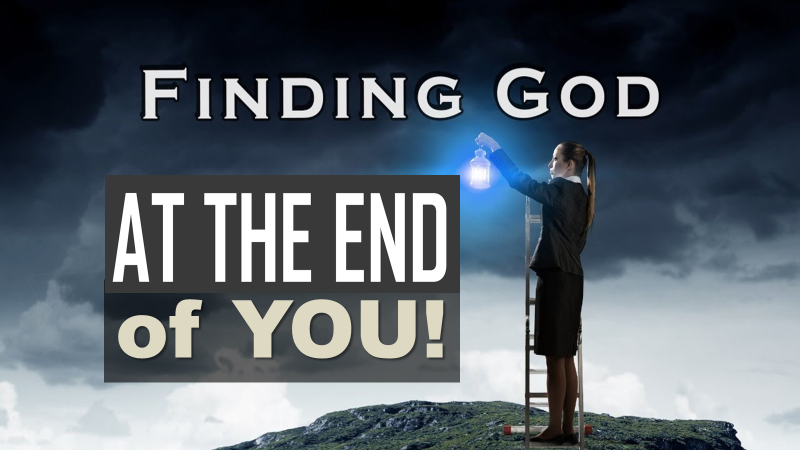 Finding God
AT THE END
of YOU!